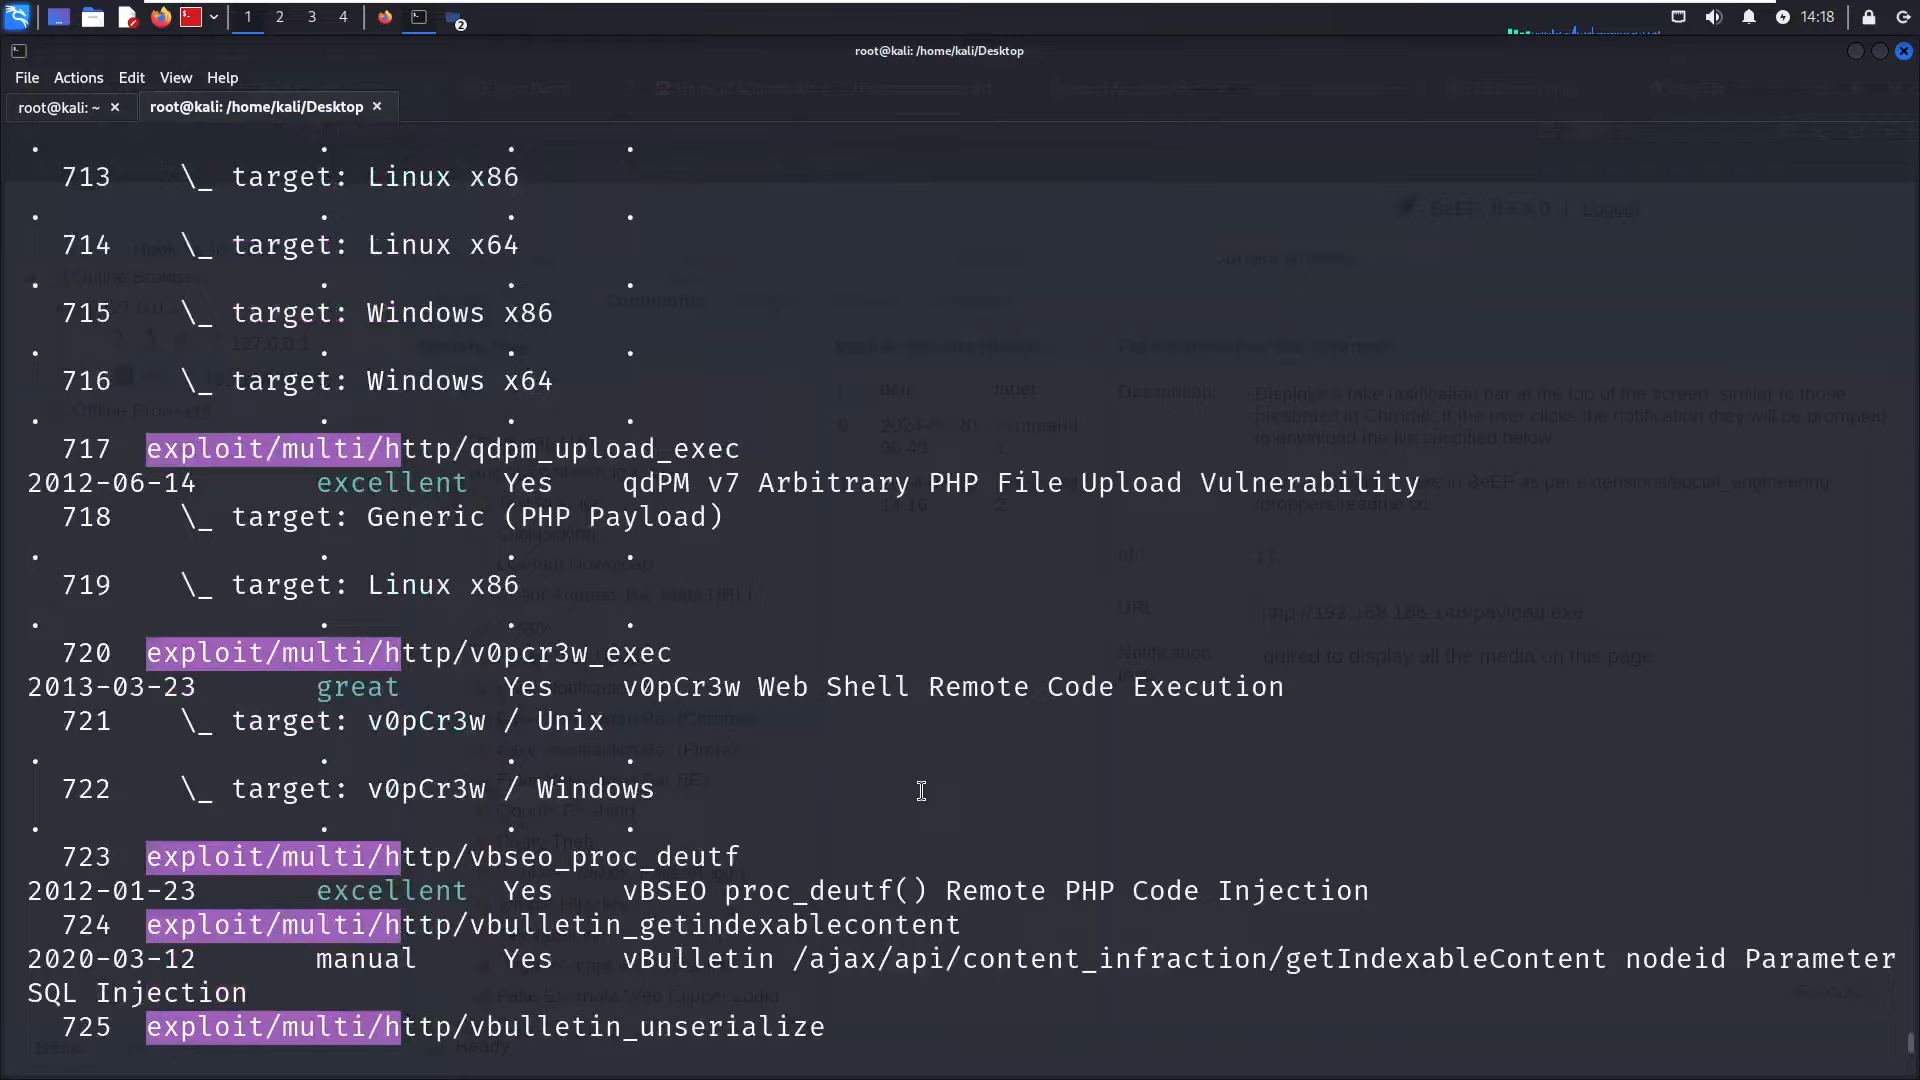 1 2 3 4 2 14:18
root@kali: /home/kali/Desktop
File Actions Edit View Help
root@kali: ~ × root@kali: /home/kali/Desktop ×
. . . .
713 \_ target: Linux x86
. . . .
714 \_ target: Linux x64
. . . .
715 \_ target: Windows x86
. . . .
716 \_ target: Windows x64
. . . .
717 exploit/multi/http/qdpm_upload_exec
2012-06-14 excellent Yes qdPM v7 Arbitrary PHP File Upload Vulnerability
718 \_ target: Generic (PHP Payload)
. . . .
719 \_ target: Linux x86
. . . .
720 exploit/multi/http/v0pcr3w_exec
2013-03-23 great Yes v0pCr3w Web Shell Remote Code Execution
721 \_ target: v0pCr3w / Unix
. . . .
722 \_ target: v0pCr3w / Windows
. . . .
723 exploit/multi/http/vbseo_proc_deutf
2012-01-23 excellent Yes vBSEO proc_deutf() Remote PHP Code Injection
724 exploit/multi/http/vbulletin_getindexablecontent
2020-03-12 manual Yes vBulletin /ajax/api/content_infraction/getIndexableContent nodeid Parameter
SQL Injection
725 exploit/multi/http/vbulletin_unserialize